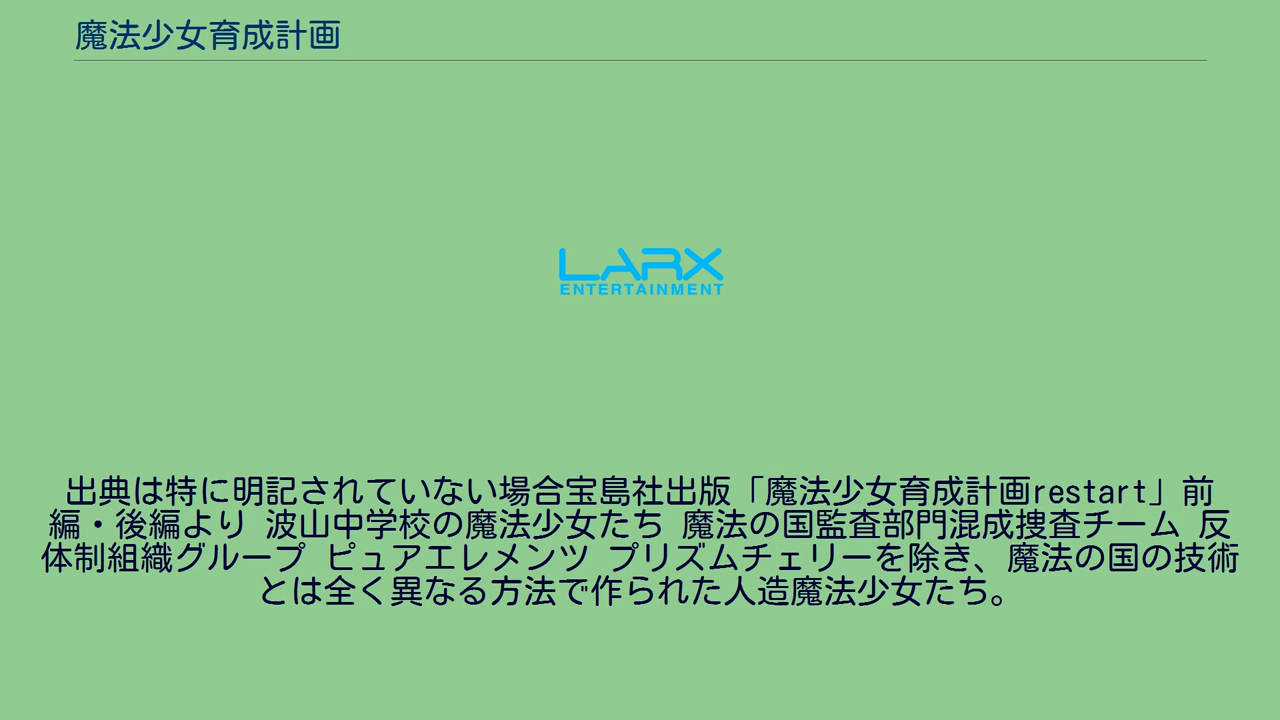 魔法少女育成計画
LARX
ENTERTAINMENT
出典は特に明記されていない場合宝島社出版「魔法少女育成計画restart」前
編・後編より 波山中学校の魔法少女たち 魔法の国監査部門混成捜査チーム 反
体制組織グループ ピュアエレメンツ プリズムチェリーを除き、魔法の国の技術
とは全く異なる方法で作られた人造魔法少女たち。